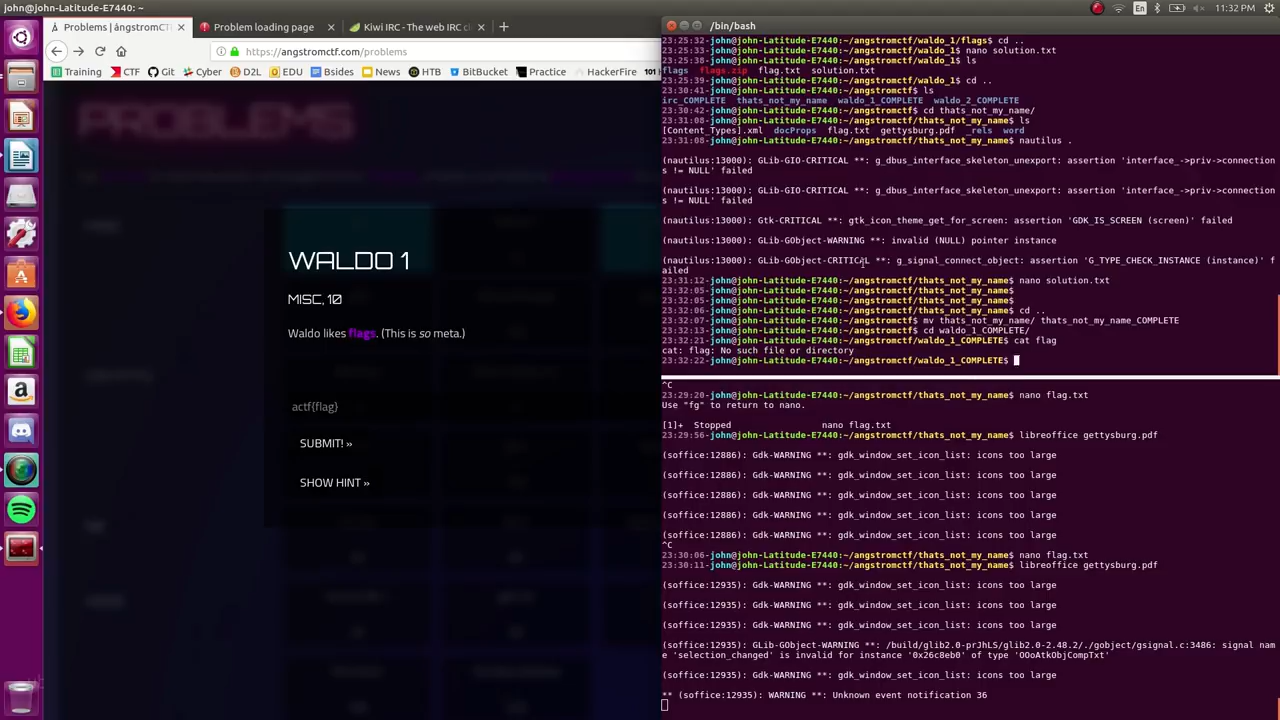 john@john-Latitude-E7440: ~
En
11:32 PM
Problems | ångstromCT
Problem loading page
Kiwi IRC - The web IRC c
https://angstromctf.com/problems
Training
CTF
Git
Cyber
D2L
EDU
Bsides
HTB
BitBucket
Practice
HackerFire
101
PROBLEMS
WALDO 1
MISC, 10
Waldo likes flags. (This is so meta.)
actf{flag}
SUBMIT! »
SHOW HINT »
/bin/bash
23:25:32-john@john-Latitude-E7440:~/angstromctf/waldo_1/flags$ cd ..
23:25:33-john@john-Latitude-E7440:~/angstromctf/waldo_1$ nano solution.txt
23:25:38-john@john-Latitude-E7440:~/angstromctf/waldo_1$ ls
flags flags.zip flag.txt solution.txt
23:25:39-john@john-Latitude-E7440:~/angstromctf/waldo_1$ cd ..
23:30:41-john@john-Latitude-E7440:~/angstromctf$ ls
irc_COMPLETE thats_not_my_name waldo_1_COMPLETE waldo_2_COMPLETE
23:30:42-john@john-Latitude-E7440:~/angstromctf$ cd thats_not_my_name/
23:31:08-john@john-Latitude-E7440:~/angstromctf/thats_not_my_name$ ls
[Content_Types].xml docProps flag.txt gettysburg.pdf _rels word
23:31:08-john@john-Latitude-E7440:~/angstromctf/thats_not_my_name$ nautilus .
(nautilus:13000): GLib-GIO-CRITICAL **: g_dbus_interface_skeleton_unexport: assertion 'interface_->priv->connection
s != NULL' failed
(nautilus:13000): GLib-GIO-CRITICAL **: g_dbus_interface_skeleton_unexport: assertion 'interface_->priv->connection
s != NULL' failed
(nautilus:13000): Gtk-CRITICAL **: gtk_icon_theme_get_for_screen: assertion 'GDK_IS_SCREEN (screen)' failed
(nautilus:13000): GLib-GObject-WARNING **: invalid (NULL) pointer instance
(nautilus:13000): GLib-GObject-CRITICAL **: g_signal_connect_object: assertion 'G_TYPE_CHECK_INSTANCE (instance)' f
ailed
23:31:12-john@john-Latitude-E7440:~/angstromctf/thats_not_my_name$ nano solution.txt
23:32:05-john@john-Latitude-E7440:~/angstromctf/thats_not_my_name$
23:32:05-john@john-Latitude-E7440:~/angstromctf/thats_not_my_name$
23:32:06-john@john-Latitude-E7440:~/angstromctf/thats_not_my_name$ cd ..
23:32:07-john@john-Latitude-E7440:~/angstromctf$ mv thats_not_my_name/ thats_not_my_name_COMPLETE
23:32:13-john@john-Latitude-E7440:~/angstromctf$ cd waldo_1_COMPLETE/
23:32:21-john@john-Latitude-E7440:~/angstromctf/waldo_1_COMPLETE$ cat flag
cat: flag: No such file or directory
23:32:22-john@john-Latitude-E7440:~/angstromctf/waldo_1_COMPLETE$
^C
23:29:20-john@john-Latitude-E7440:~/angstromctf/thats_not_my_name$ nano flag.txt
Use "fg" to return to nano.
[1]+ Stopped nano flag.txt
23:29:56-john@john-Latitude-E7440:~/angstromctf/thats_not_my_name$ libreoffice gettysburg.pdf
(soffice:12886): Gdk-WARNING **: gdk_window_set_icon_list: icons too large
(soffice:12886): Gdk-WARNING **: gdk_window_set_icon_list: icons too large
(soffice:12886): Gdk-WARNING **: gdk_window_set_icon_list: icons too large
(soffice:12886): Gdk-WARNING **: gdk_window_set_icon_list: icons too large
(soffice:12886): Gdk-WARNING **: gdk_window_set_icon_list: icons too large
^C
23:30:06-john@john-Latitude-E7440:~/angstromctf/thats_not_my_name$ nano flag.txt
23:30:11-john@john-Latitude-E7440:~/angstromctf/thats_not_my_name$ libreoffice gettysburg.pdf
(soffice:12935): Gdk-WARNING **: gdk_window_set_icon_list: icons too large
(soffice:12935): Gdk-WARNING **: gdk_window_set_icon_list: icons too large
(soffice:12935): Gdk-WARNING **: gdk_window_set_icon_list: icons too large
(soffice:12935): GLib-GObject-WARNING **: /build/glib2.0-prJhLS/glib2.0-2.48.2/./gobject/gsignal.c:3486: signal nam
e 'selection_changed' is invalid for instance '0x26c8eb0' of type 'OOoAtkObjCompTxt'
(soffice:12935): Gdk-WARNING **: gdk_window_set_icon_list: icons too large
** (soffice:12935): WARNING **: Unknown event notification 36